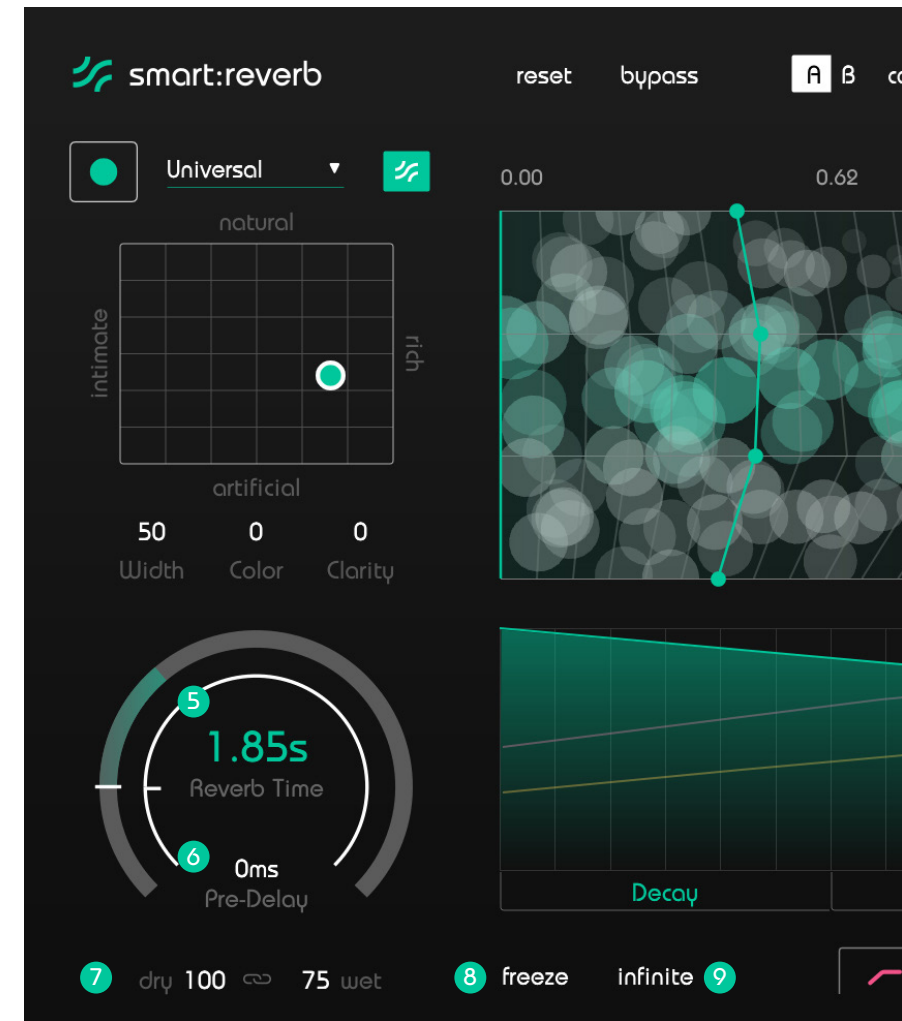 smart:reverb
reset bypass A B
Universal
0.00 0.62
natural
intimate
rich
artificial
50 0 0
Width Color Clarity
5
1.85s
Reverb Time
6
0ms
Pre-Delay
Decay
7 dry 100 75 wet
8 freeze infinite 9